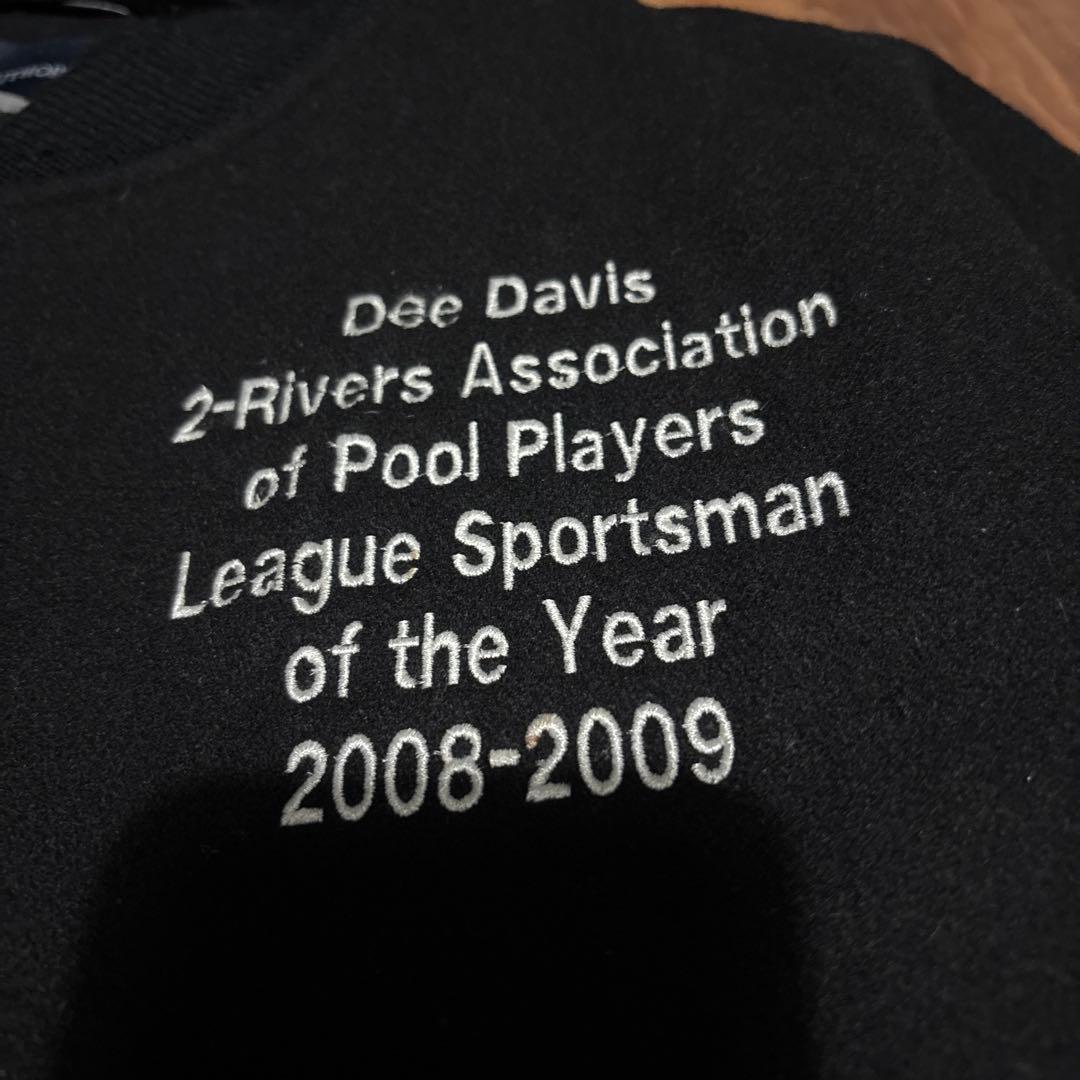 Dee Davis
2-Rivers Association
of Pool Players
League Sportsman
of the Year
2008-2009